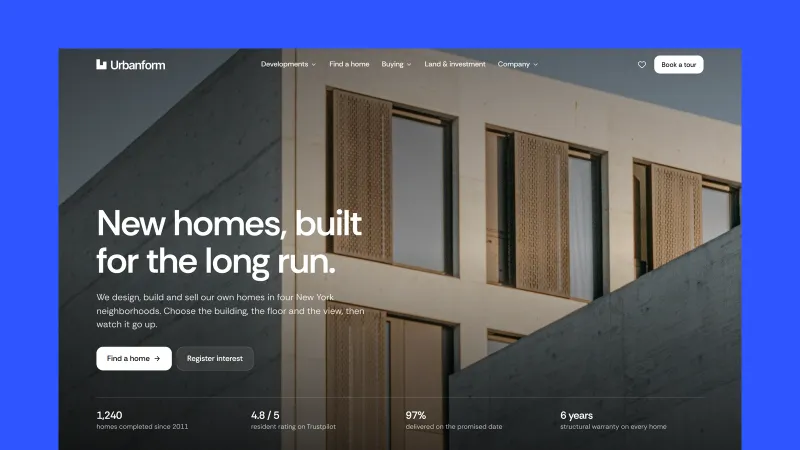 Urbanform
Developments
Find a home
Buying
Land & investment
Company
Book a tour
New homes, built
for the long run.
We design, build and sell our own homes in four New York
neighborhoods. Choose the building, the floor and the view, then
watch it go up.
Find a home →
Register interest
1,240
homes completed since 2011
4.8 / 5
resident rating on Trustpilot
97%
delivered on the promised date
6 years
structural warranty on every home